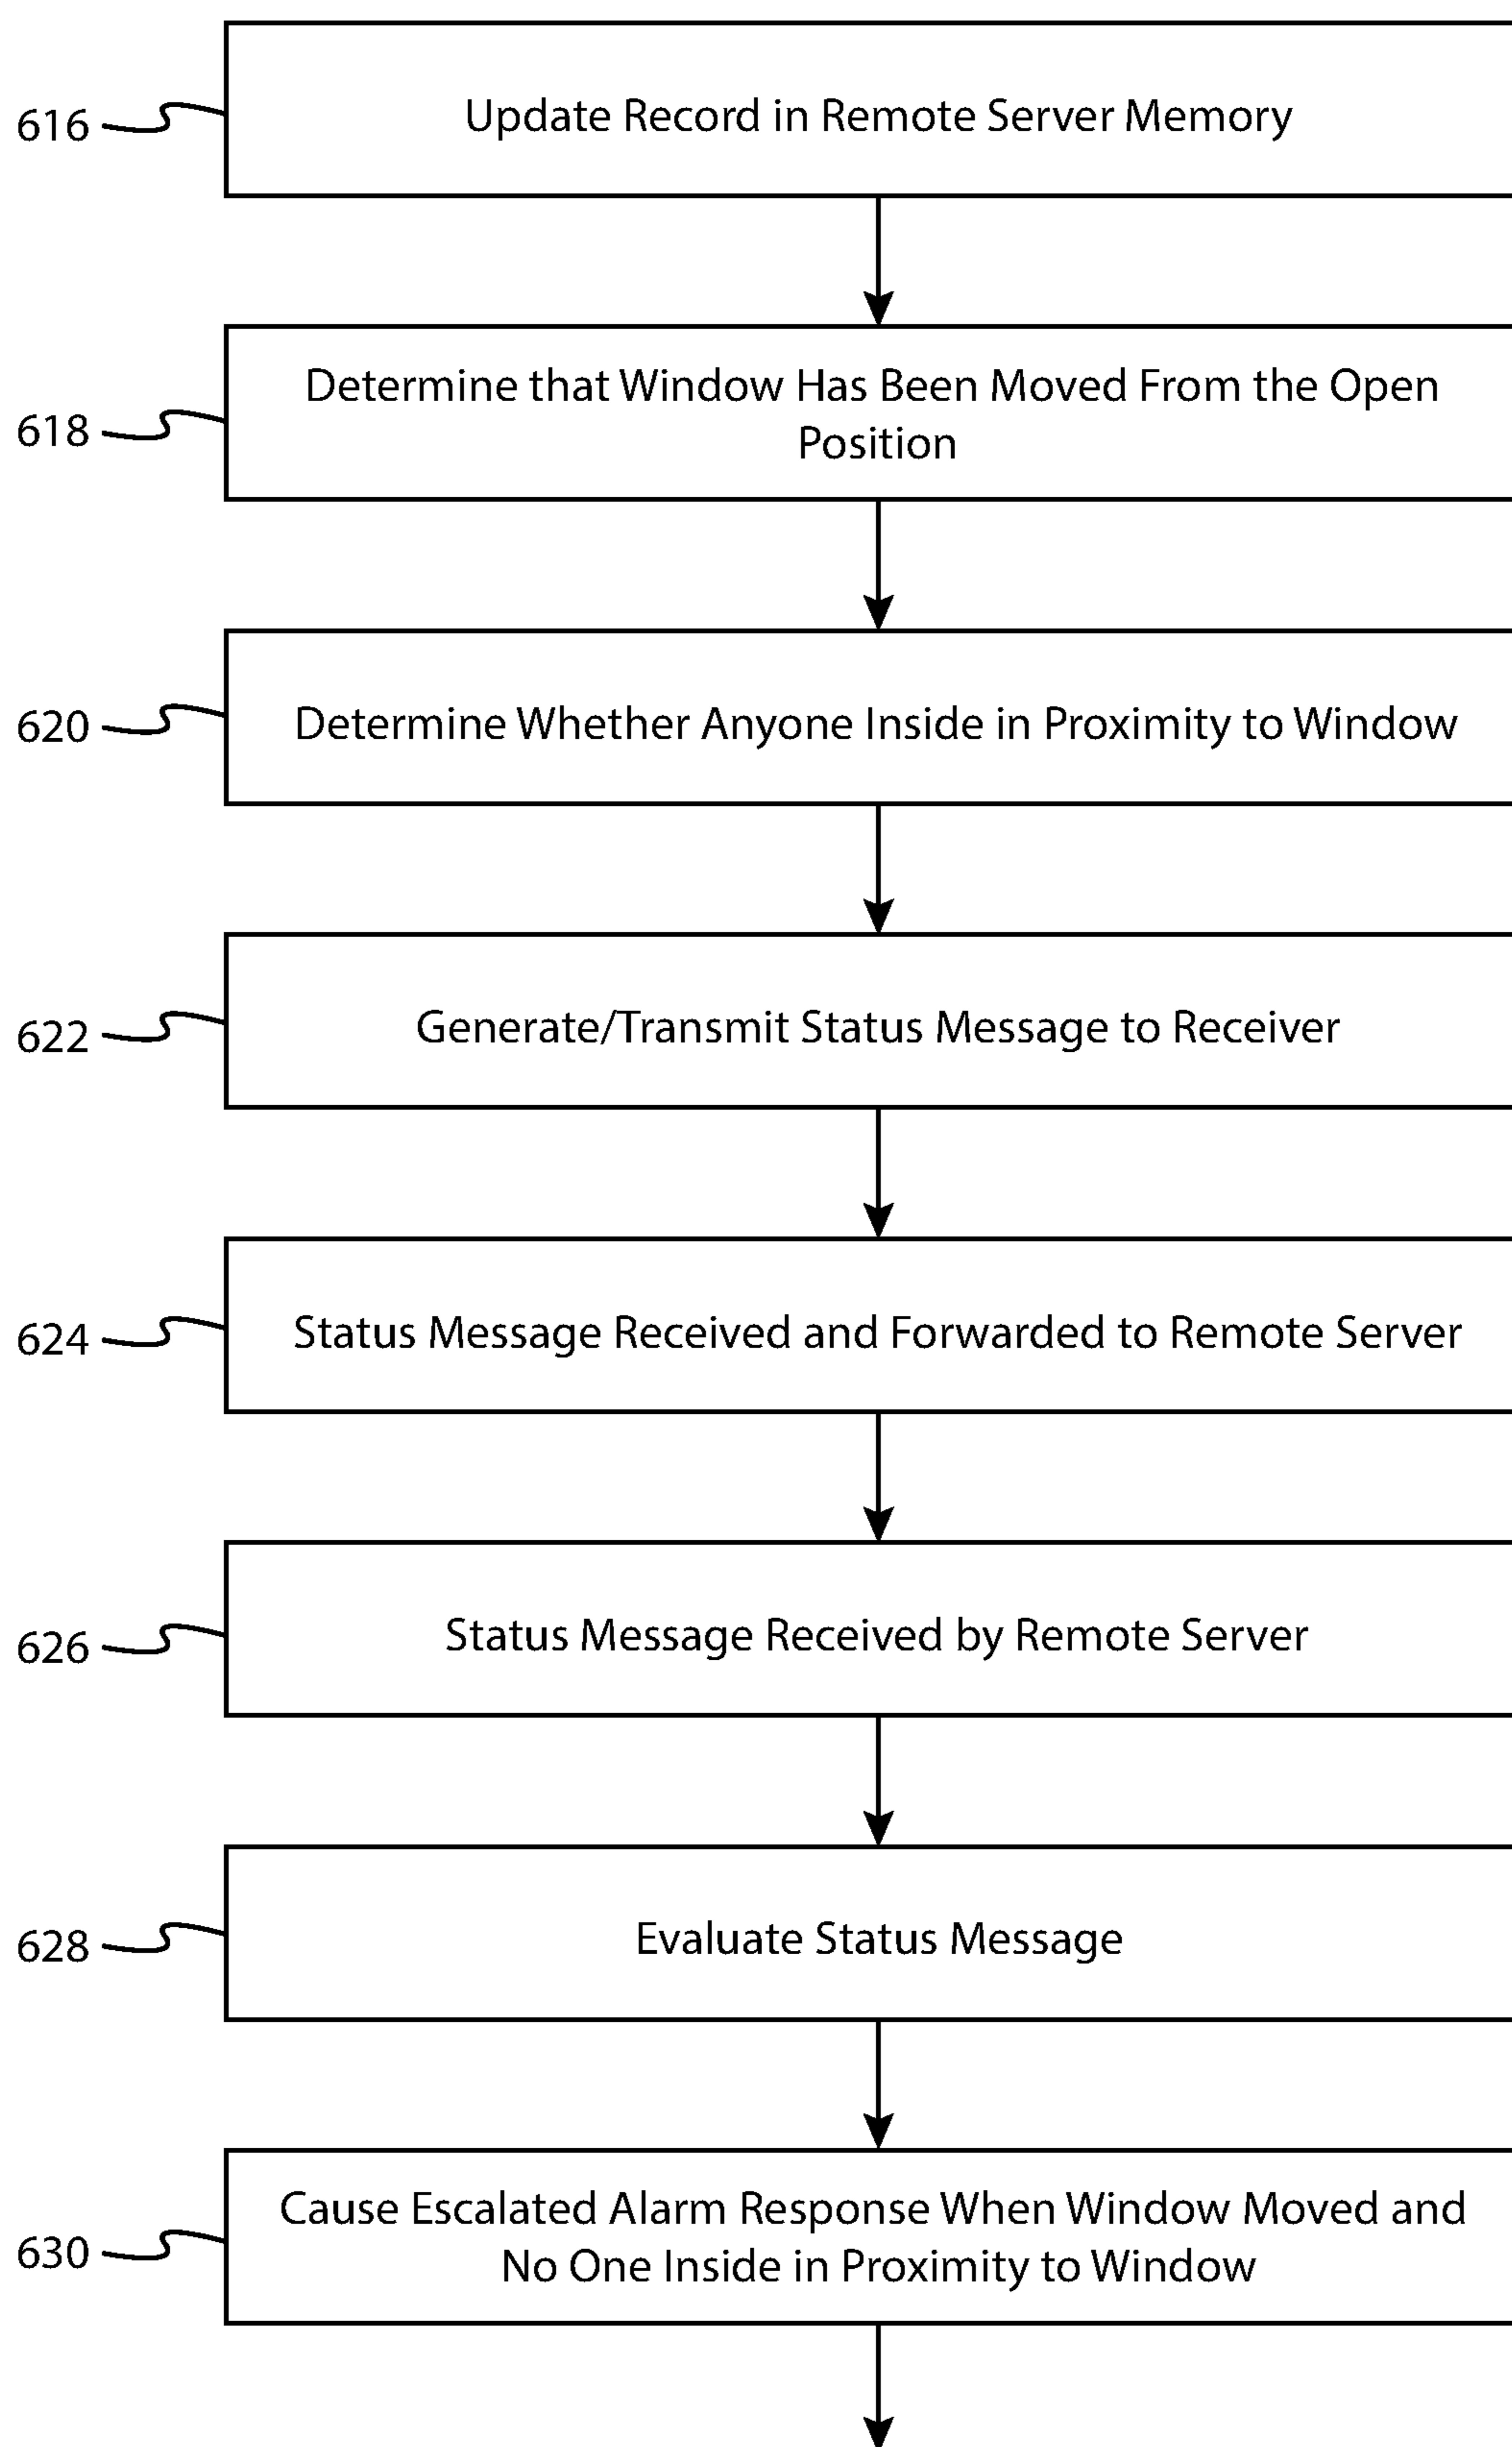 616
Update Record in Remote Server Memory
618
Determine that Window Has Been Moved From the Open
Position
620
Determine Whether Anyone Inside in Proximity to Window
622
Generate/Transmit Status Message to Receiver
624
Status Message Received and Forwarded to Remote Server
626
Status Message Received by Remote Server
628
Evaluate Status Message
630
Cause Escalated Alarm Response When Window Moved and
No One Inside in Proximity to Window